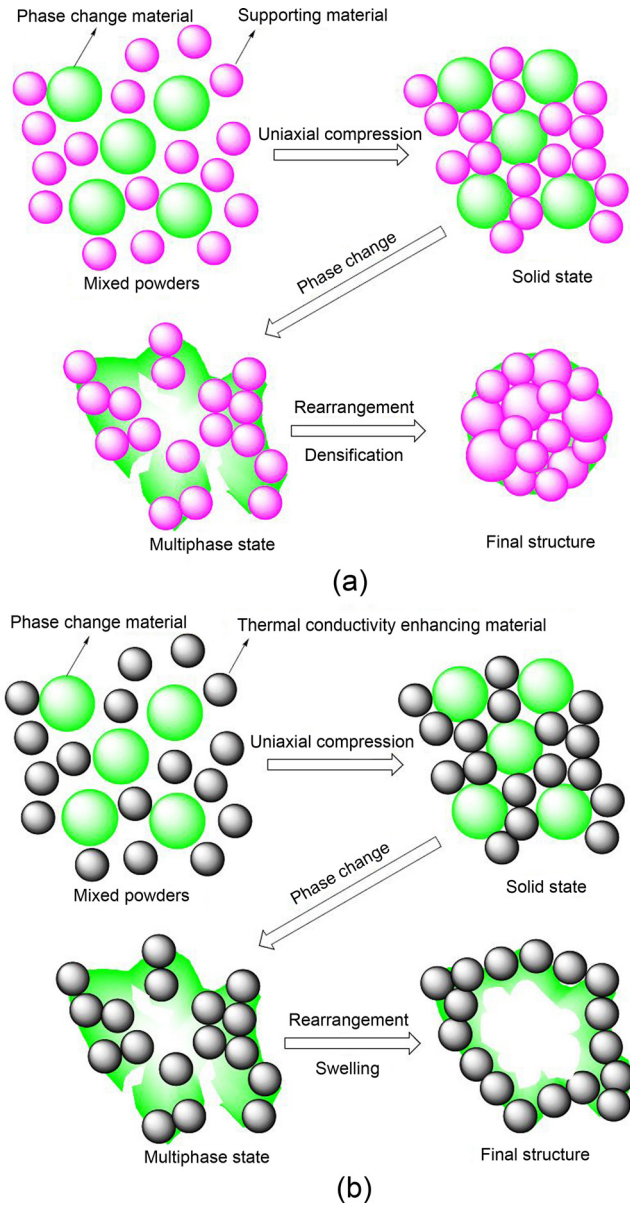 Phase change material
Supporting material
Uniaxial compression
Mixed powders
Solid state
Phase change
Rearrangement
Densification
Multiphase state
Final structure
(a)
Phase change material
Thermal conductivity enhancing material
Uniaxial compression
Mixed powders
Solid state
Phase change
Rearrangement
Swelling
Multiphase state
Final structure
(b)